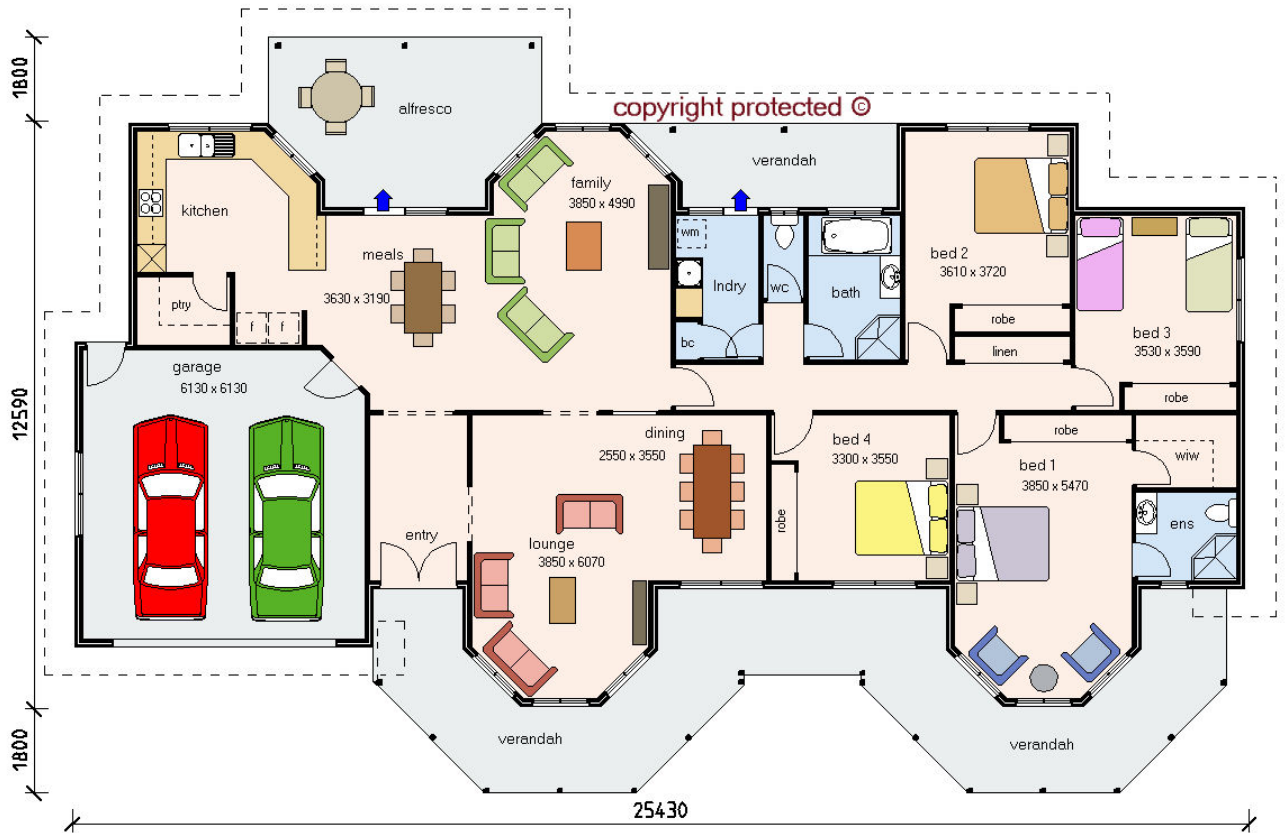 1800
alfresco
copyright protected ©
verandah
family
3850 x 4990
kitchen
wm
lndry
wc
bath
bed 2
3610 x 3720
meals
3630 x 3190
ptry
f
f
bc
robe
linen
bed 3
3530 x 3590
robe
garage
6130 x 6130
12590
dining
2550 x 3550
bed 4
3300 x 3550
robe
robe
bed 1
3850 x 5470
wiw
ens
entry
lounge
3850 x 6070
verandah
verandah
1800
25430